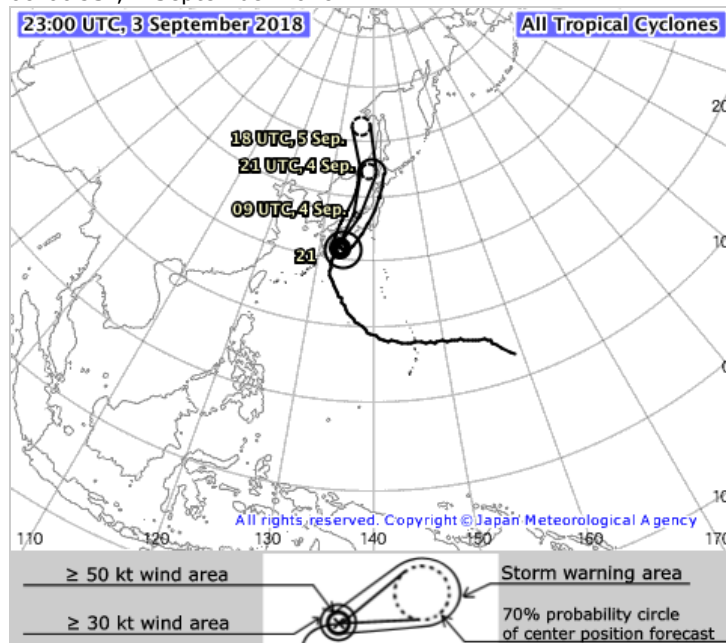 23:00 UTC, 3 September 2018
All Tropical Cyclones
20
18 UTC, 5 Sep.
21 UTC, 4 Sep.
09 UTC, 4 Sep.
21
10
0
10
All rights reserved. Copyright © Japan Meteorological Agency
110 120 130 140 150 160 170
≥ 50 kt wind area
Storm warning area
≥ 30 kt wind area
70% probability circle
of center position forecast